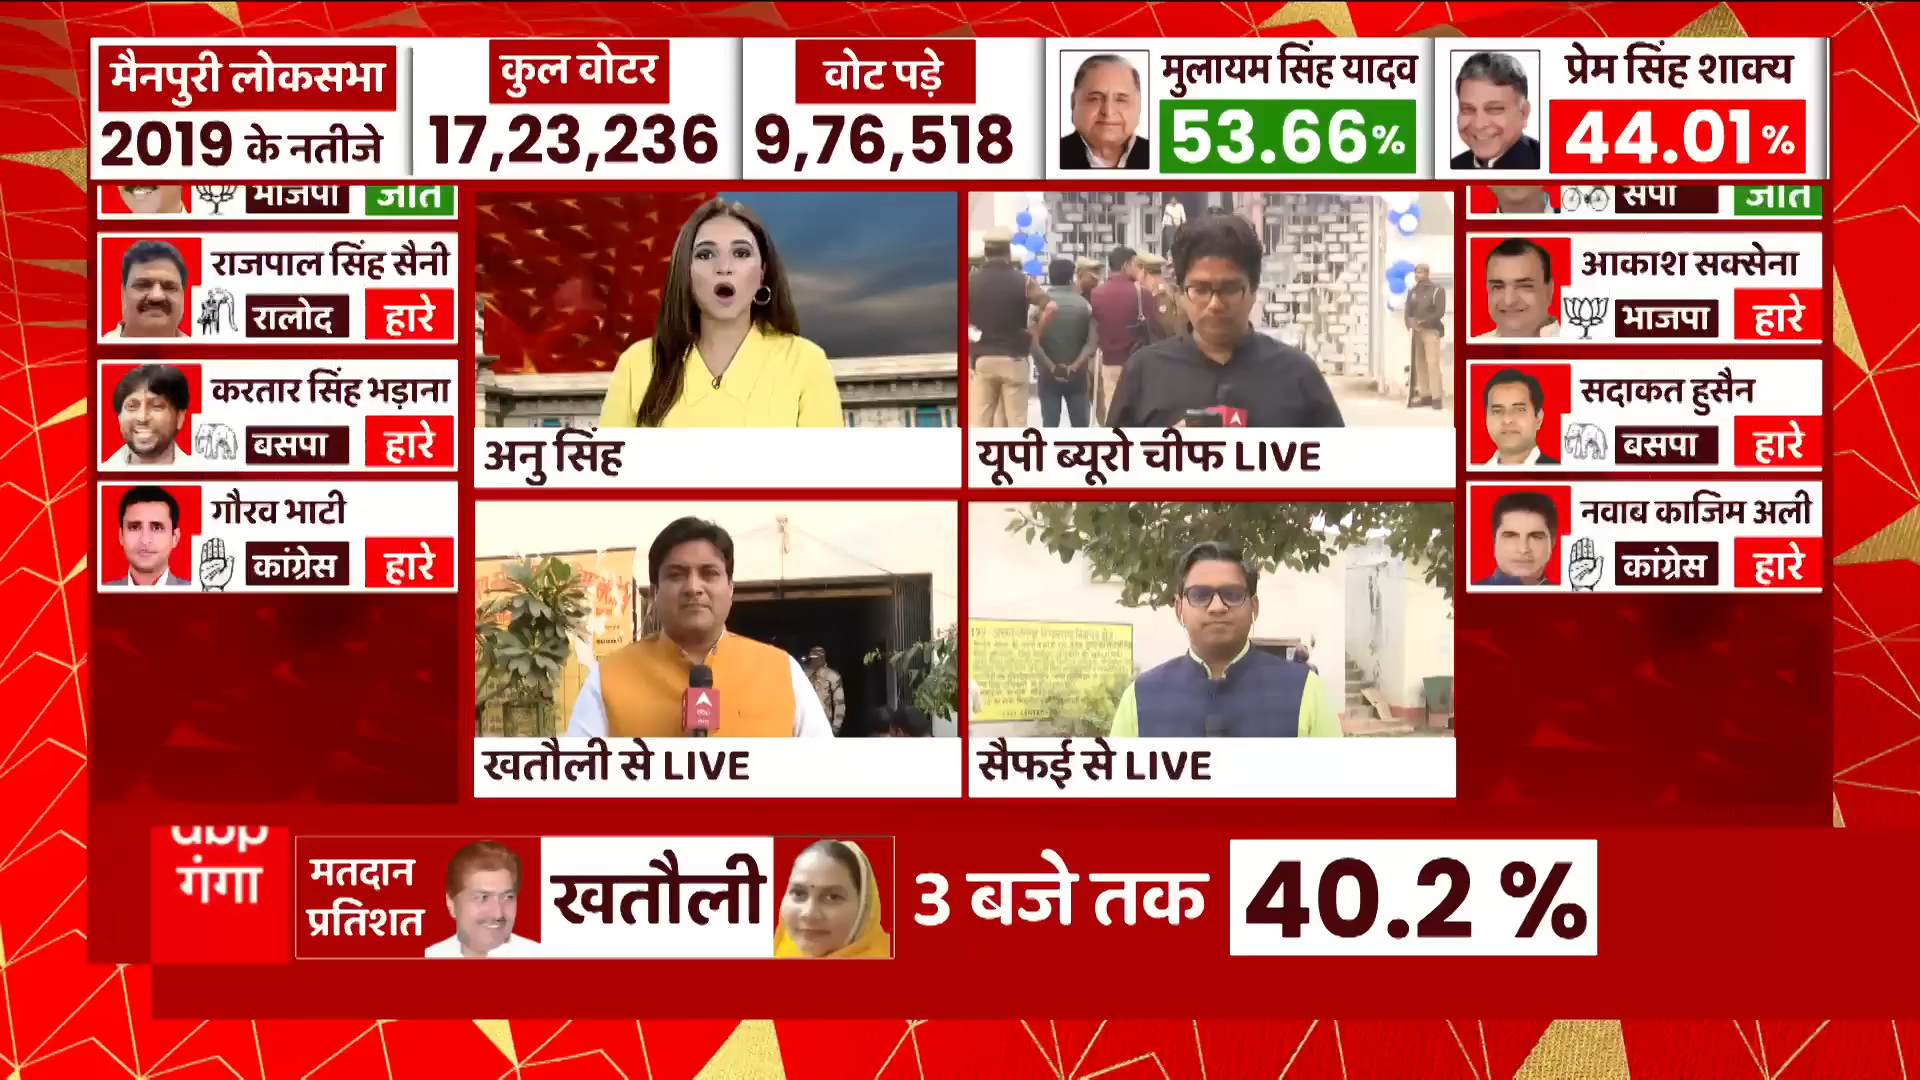 मैनपुरी लोकसभा
2019 के नतीजे
कुल वोटर
17,23,236
वोट पड़े
9,76,518
मुलायम सिंह यादव
53.66%
प्रेम सिंह शाक्य
44.01%
भाजपा जीत
राजपाल सिंह सैनी
रालोद हारे
करतार सिंह भड़ाना
बसपा हारे
गौरव भाटी
कांग्रेस हारे
अनु सिंह
यूपी ब्यूरो चीफ LIVE
खतौली से LIVE
सैफई से LIVE
सपा जीत
आकाश सक्सेना
भाजपा हारे
सदाकत हुसैन
बसपा हारे
नवाब काजिम अली
कांग्रेस हारे
abp
गंगा
मतदान
प्रतिशत
खतौली
3 बजे तक
40.2 %